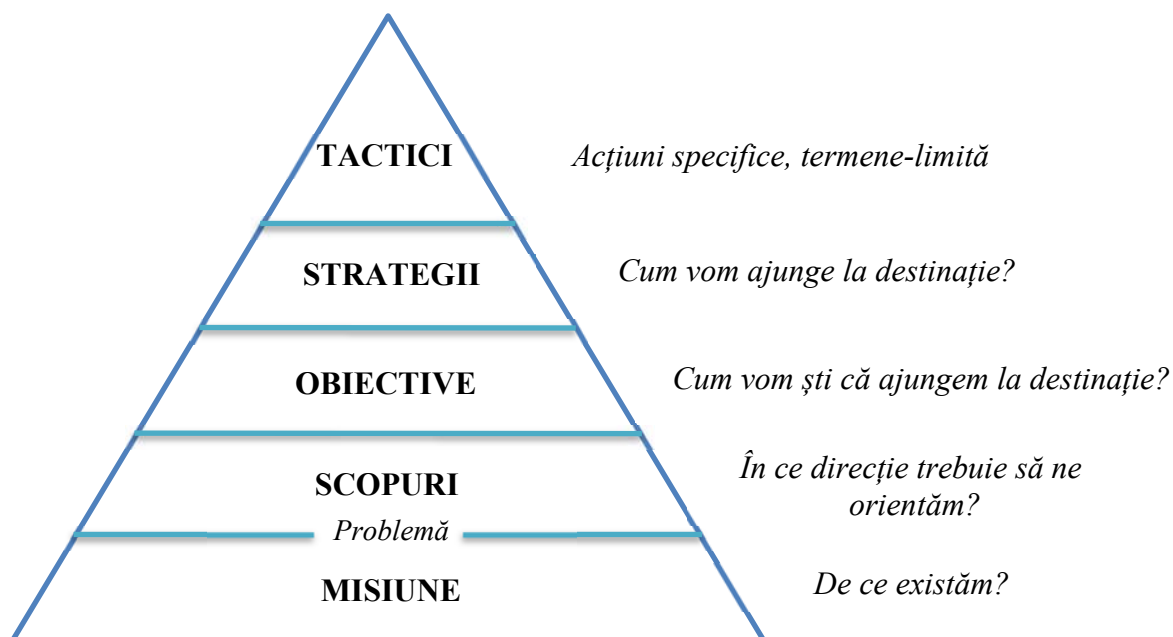 TACTICI
Acțiuni specifice, termene-limită
STRATEGII
Cum vom ajunge la destinație?
OBIECTIVE
Cum vom ști că ajungem la destinație?
SCOPURI
În ce direcție trebuie să ne
orientăm?
Problemă
MISIUNE
De ce existăm?